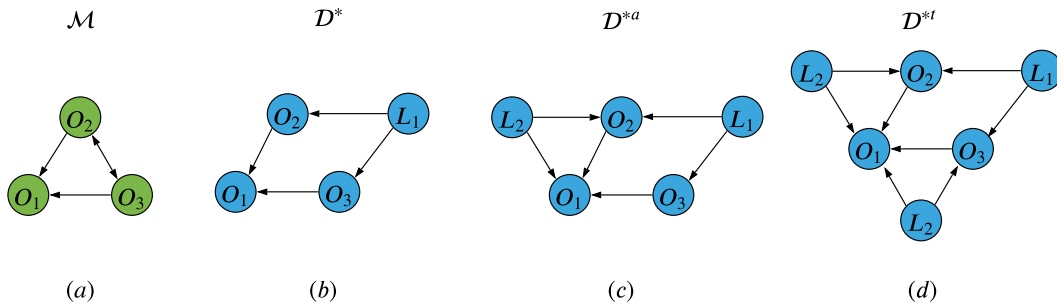 ℳ 𝒟* 𝒟*ᵃ 𝒟*ᵗ
L₂ O₂ L₁
O₂ O₂ L₁ L₂ O₂ L₁
O₁ O₃
O₁ O₃ O₁ O₃ O₁ O₃
L₂
(a) (b) (c) (d)